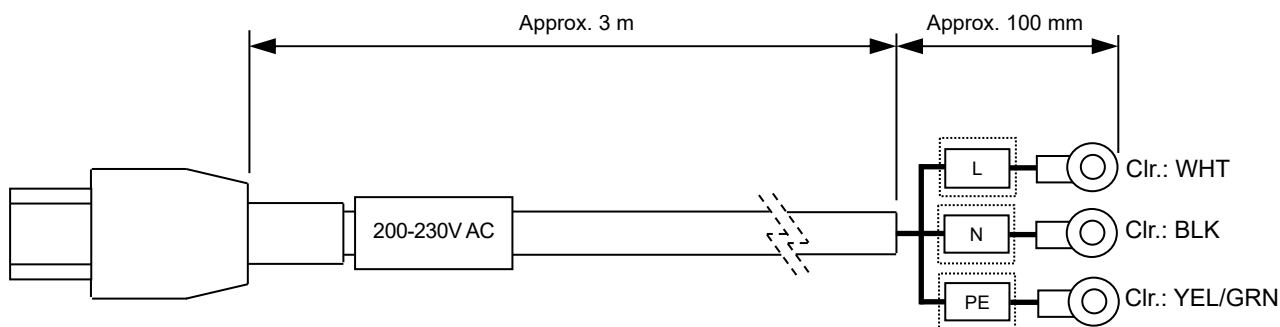 Approx. 3 m
Approx. 100 mm
200-230V AC
L
Clr.: WHT
N
Clr.: BLK
PE
Clr.: YEL/GRN